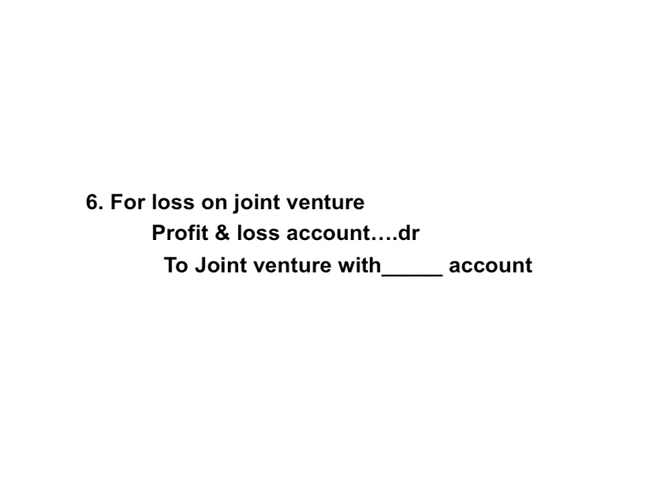 6. For loss on joint venture
Profit & loss account….dr
To Joint venture with_____ account